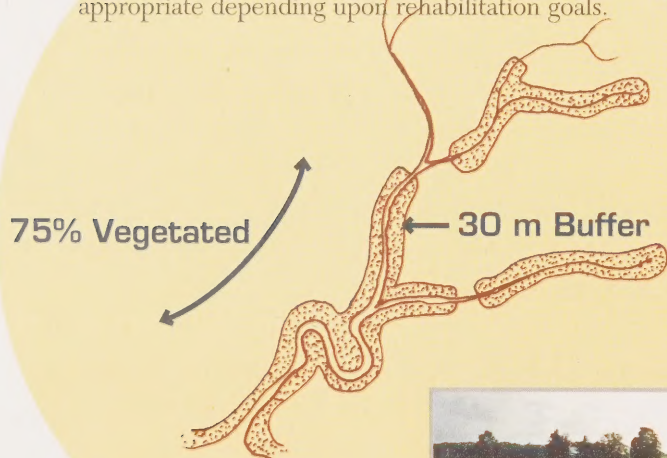 appropriate depending upon rehabilitation goals.
75% Vegetated
30 m Buffer